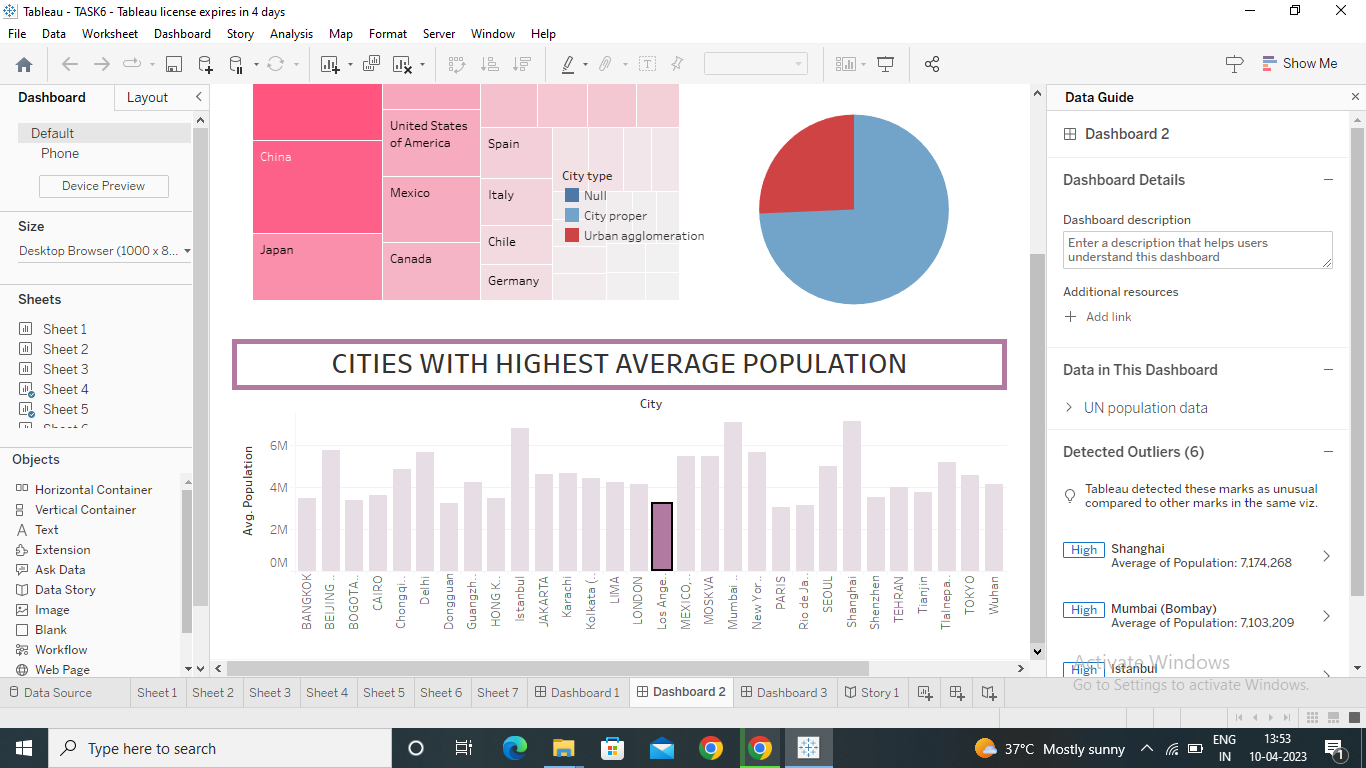 Tableau - TASK6 - Tableau license expires in 4 days
File Data Worksheet Dashboard Story Analysis Map Format Server Window Help
Show Me
Dashboard Layout
Default
Phone
Device Preview
Size
Desktop Browser (1000 x 8...
Sheets
Sheet 1
Sheet 2
Sheet 3
Sheet 4
Sheet 5
Objects
Horizontal Container
Vertical Container
Text
Extension
Ask Data
Data Story
Image
Blank
Workflow
Web Page
China
Japan
United States
of America
Mexico
Canada
Spain
Italy
Chile
Germany
City type
Null
City proper
Urban agglomeration
CITIES WITH HIGHEST AVERAGE POPULATION
City
Avg. Population
6M
4M
2M
0M
BANGKOK
BEIJING ..
BOGOTA..
CAIRO
Chongqi..
Delhi
Dongguan
Guangzh..
HONG K..
Istanbul
JAKARTA
Karachi
Kolkata (..
LIMA
LONDON
Los Ange..
MEXICO,..
MOSKVA
Mumbai ..
New Yor..
PARIS
Rio de Ja..
SEOUL
Shanghai
Shenzhen
TEHRAN
Tianjin
Tlalnepa..
TOKYO
Wuhan
Data Guide
Dashboard 2
Dashboard Details
Dashboard description
Enter a description that helps users
understand this dashboard
Additional resources
Add link
Data in This Dashboard
UN population data
Detected Outliers (6)
Tableau detected these marks as unusual
compared to other marks in the same viz.
High Shanghai
Average of Population: 7,174,268
High Mumbai (Bombay)
Average of Population: 7,103,209
High Istanbul
Activate Windows
Go to Settings to activate Windows.
Data Source Sheet 1 Sheet 2 Sheet 3 Sheet 4 Sheet 5 Sheet 6 Sheet 7 Dashboard 1 Dashboard 2 Dashboard 3 Story 1
Type here to search
37°C Mostly sunny
ENG
IN
13:53
10-04-2023
1